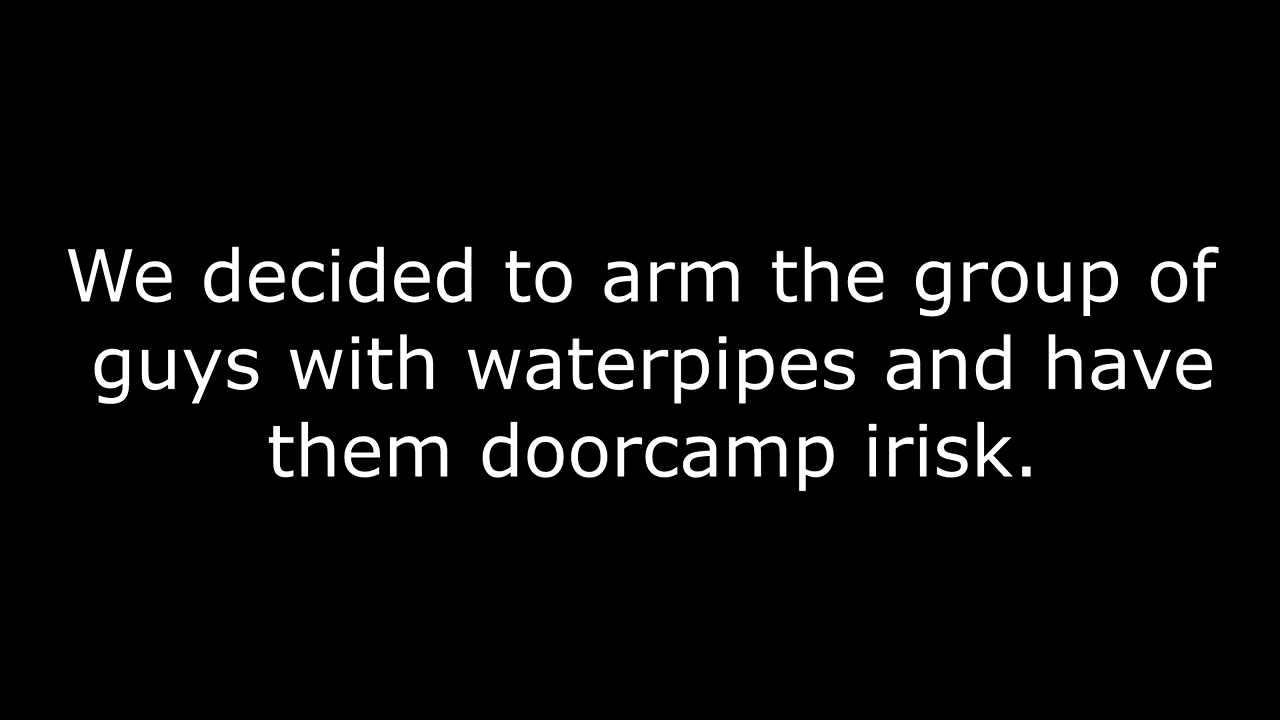 We decided to arm the group of
guys with waterpipes and have
them doorcamp irisk.